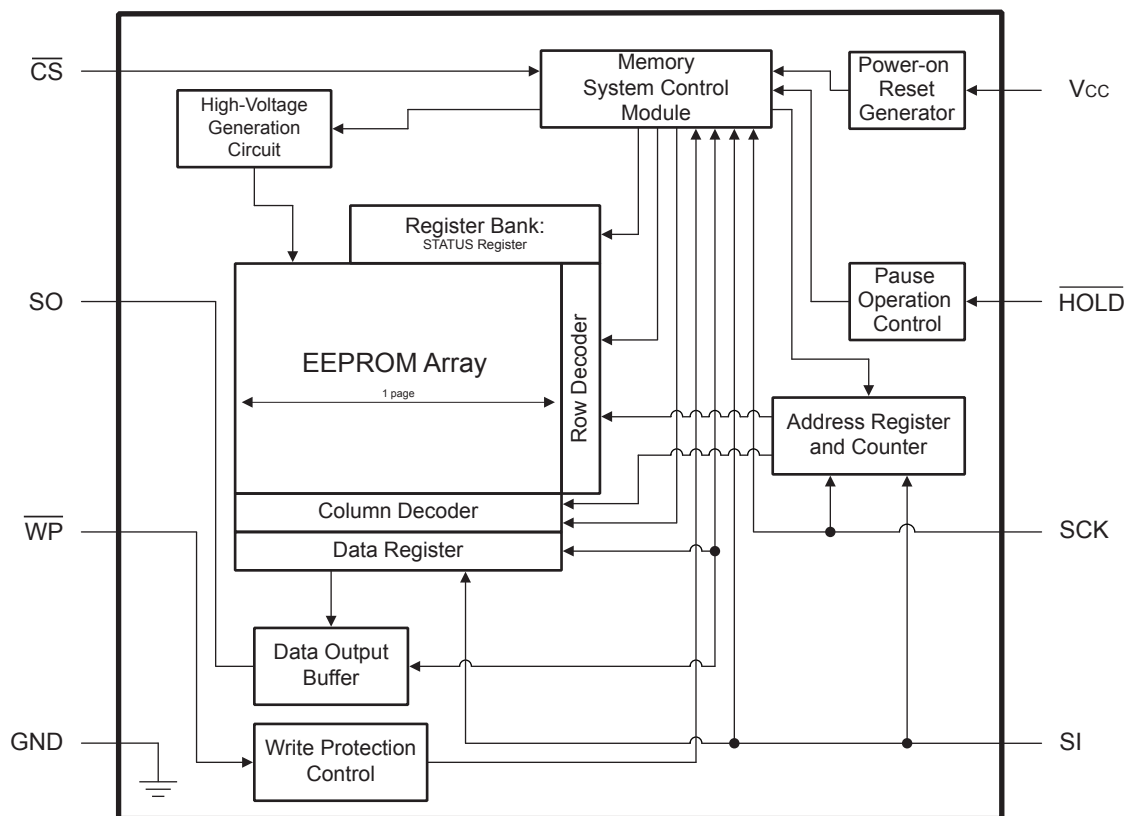 CS
Memory
System Control
Module
Power-on
Reset
Generator
VCC
High-Voltage
Generation
Circuit
Register Bank:
STATUS Register
SO
EEPROM Array
1 page
Row Decoder
Pause
Operation
Control
HOLD
Address Register
and Counter
Column Decoder
WP
Data Register
SCK
Data Output
Buffer
GND
Write Protection
Control
SI